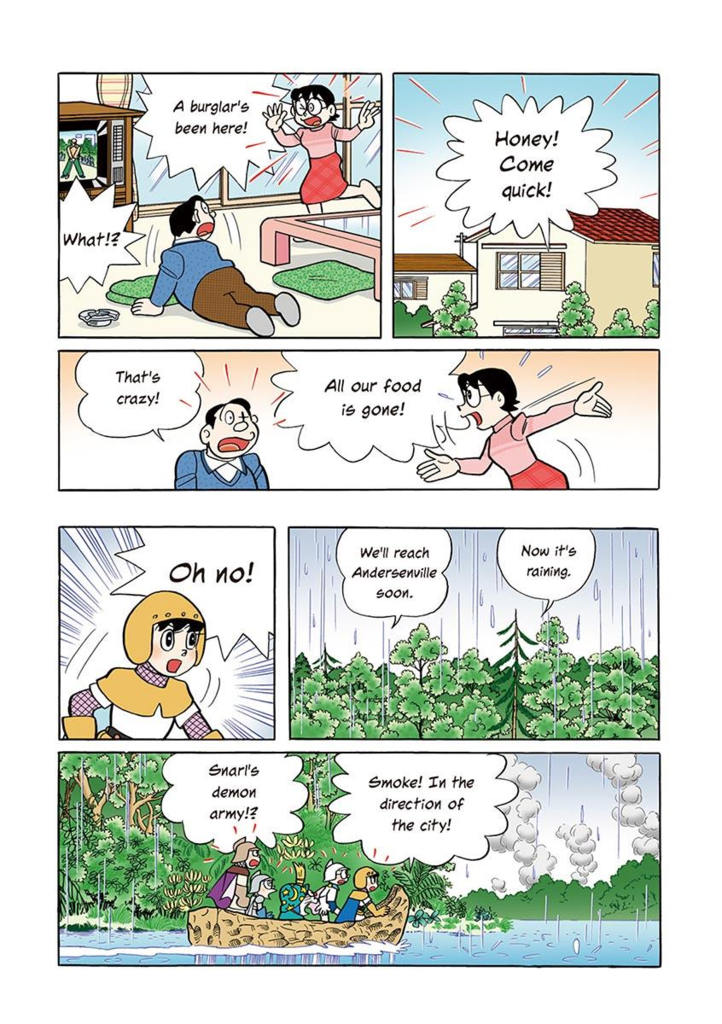 Honey!
Come
quick!
A burglar's
been here!
What!?
All our food
is gone!
That's
crazy!
Now it's
raining.
We'll reach
Andersenville
soon.
Oh no!
Smoke! In the
direction of
the city!
Snarl's
demon
army!?